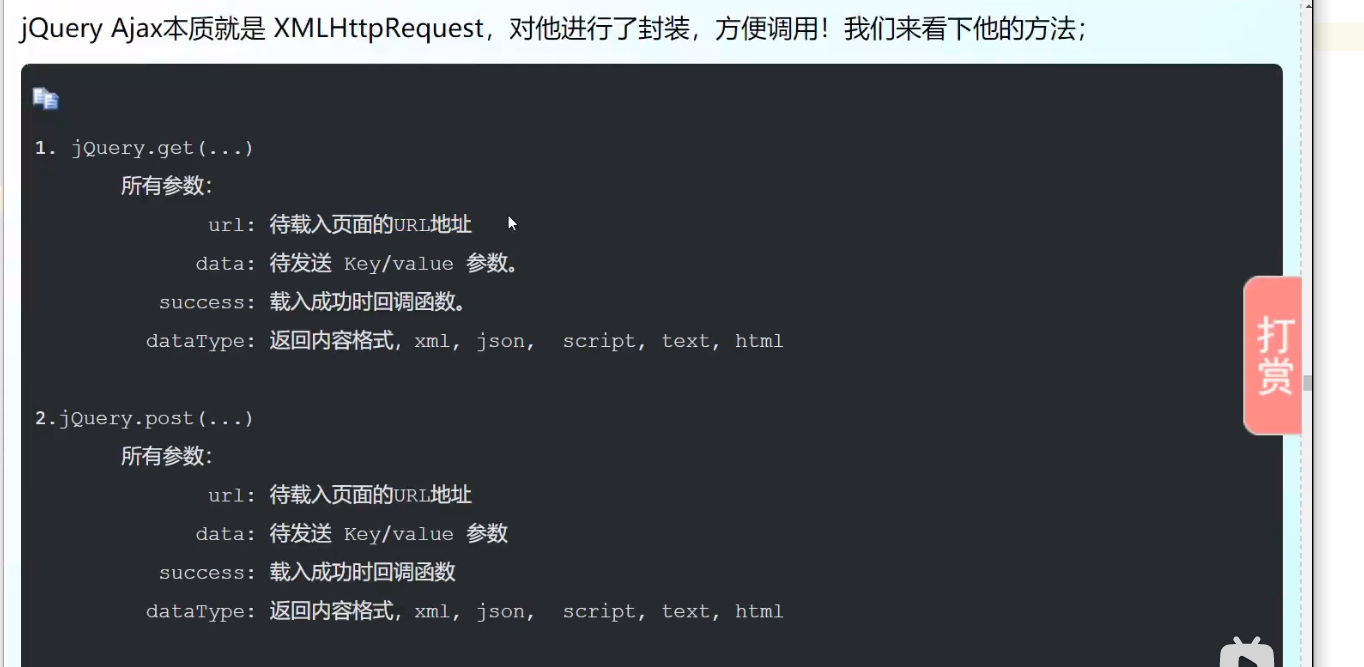 jQuery Ajax本质就是 XMLHttpRequest，对他进行了封装，方便调用！我们来看下他的方法；
1. jQuery.get(...)
所有参数：
url: 待载入页面的URL地址
data: 待发送 Key/value 参数。
success: 载入成功时回调函数。
dataType: 返回内容格式，xml, json,  script, text, html
2.jQuery.post(...)
所有参数：
url: 待载入页面的URL地址
data: 待发送 Key/value 参数
success: 载入成功时回调函数
dataType: 返回内容格式，xml, json,  script, text, html
打
赏